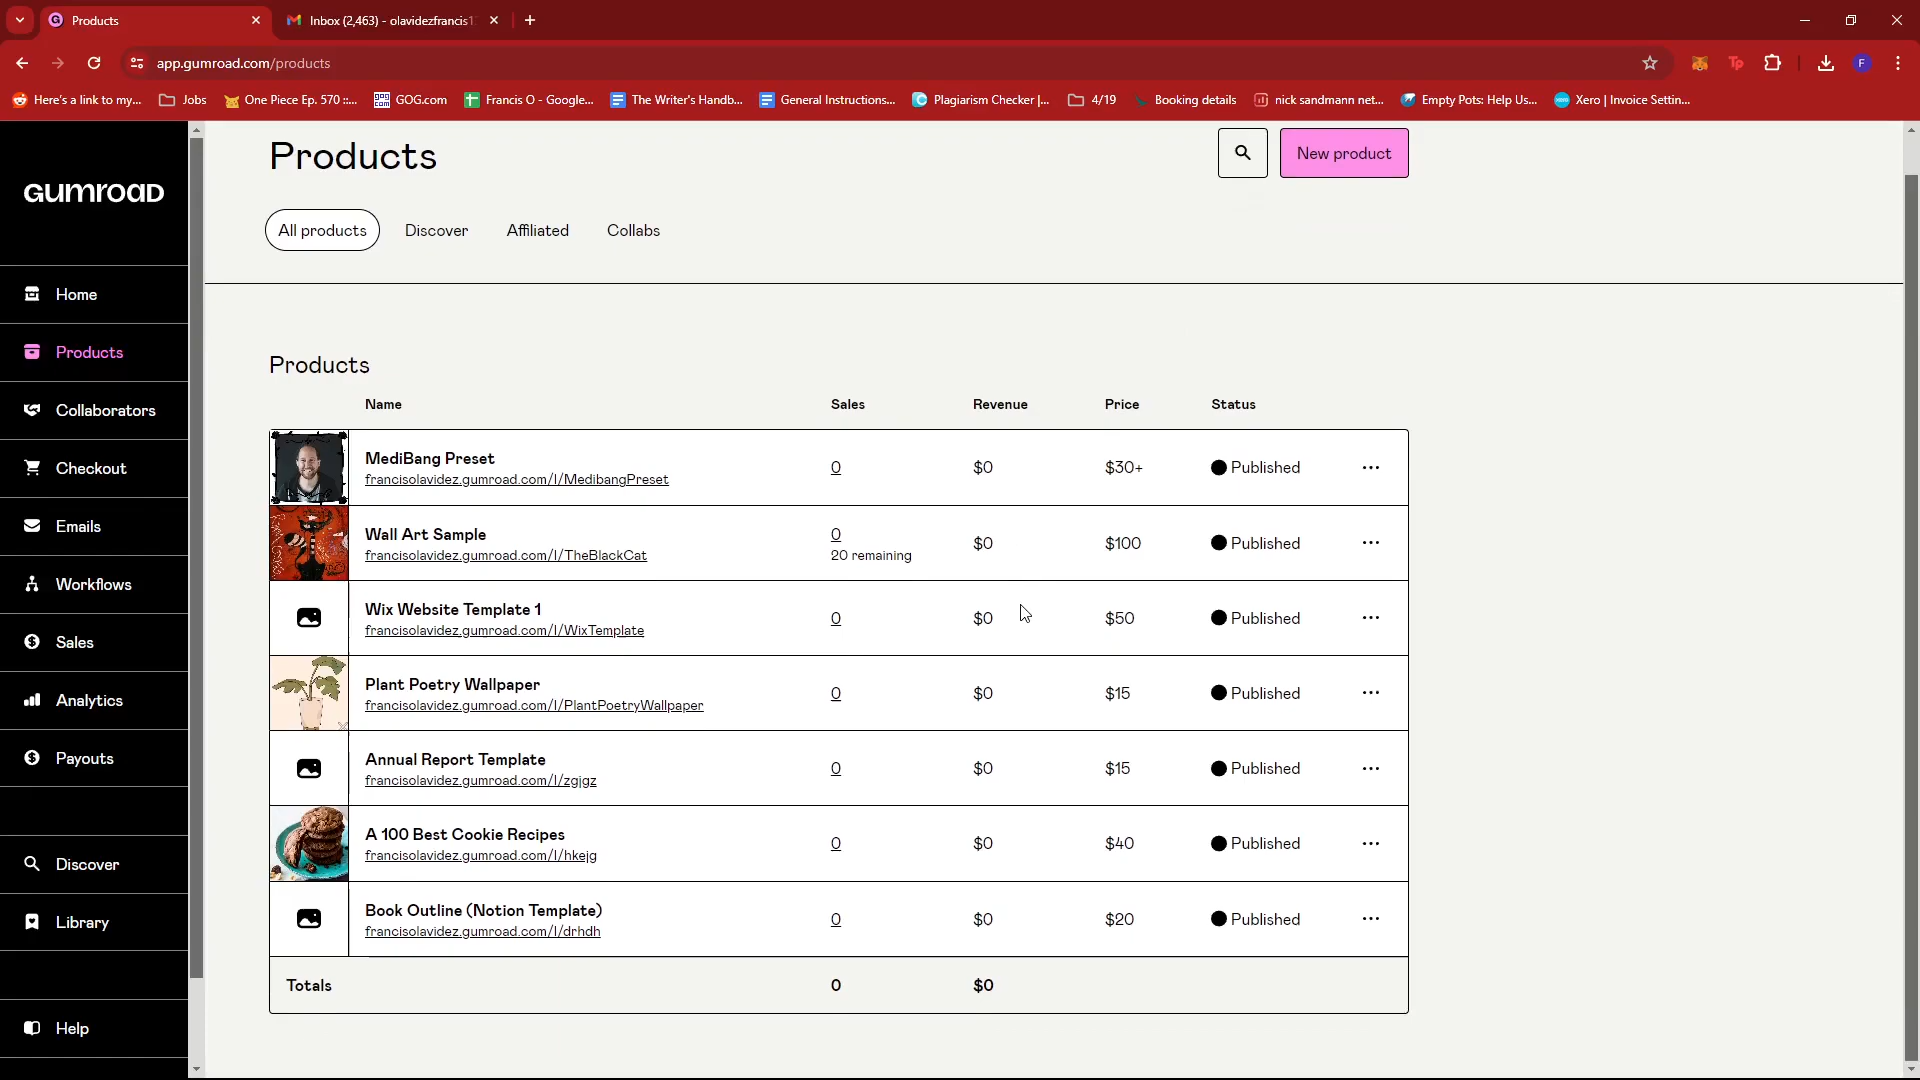 Products
Inbox (2,463) - olavidezfrancis1
app.gumroad.com/products
Here's a link to my...
Jobs
One Piece Ep. 570 ::...
GOG.com
Francis O - Google...
The Writer's Handb...
General Instructions...
Plagiarism Checker |...
4/19
Booking details
nick sandmann net...
Empty Pots: Help Us...
Xero | Invoice Settin...
GUMROAD
Home
Products
Collaborators
Checkout
Emails
Workflows
Sales
Analytics
Payouts
Discover
Library
Help
Products
New product
All products
Discover
Affiliated
Collabs
Products
Name Sales Revenue Price Status
MediBang Preset
francisolavidez.gumroad.com/l/MedibangPreset
0 $0 $30+ Published
Wall Art Sample
francisolavidez.gumroad.com/l/TheBlackCat
0
20 remaining
$0 $100 Published
Wix Website Template 1
francisolavidez.gumroad.com/l/WixTemplate
0 $0 $50 Published
Plant Poetry Wallpaper
francisolavidez.gumroad.com/l/PlantPoetryWallpaper
0 $0 $15 Published
Annual Report Template
francisolavidez.gumroad.com/l/zgjgz
0 $0 $15 Published
A 100 Best Cookie Recipes
francisolavidez.gumroad.com/l/hkejg
0 $0 $40 Published
Book Outline (Notion Template)
francisolavidez.gumroad.com/l/drhdh
0 $0 $20 Published
Totals 0 $0